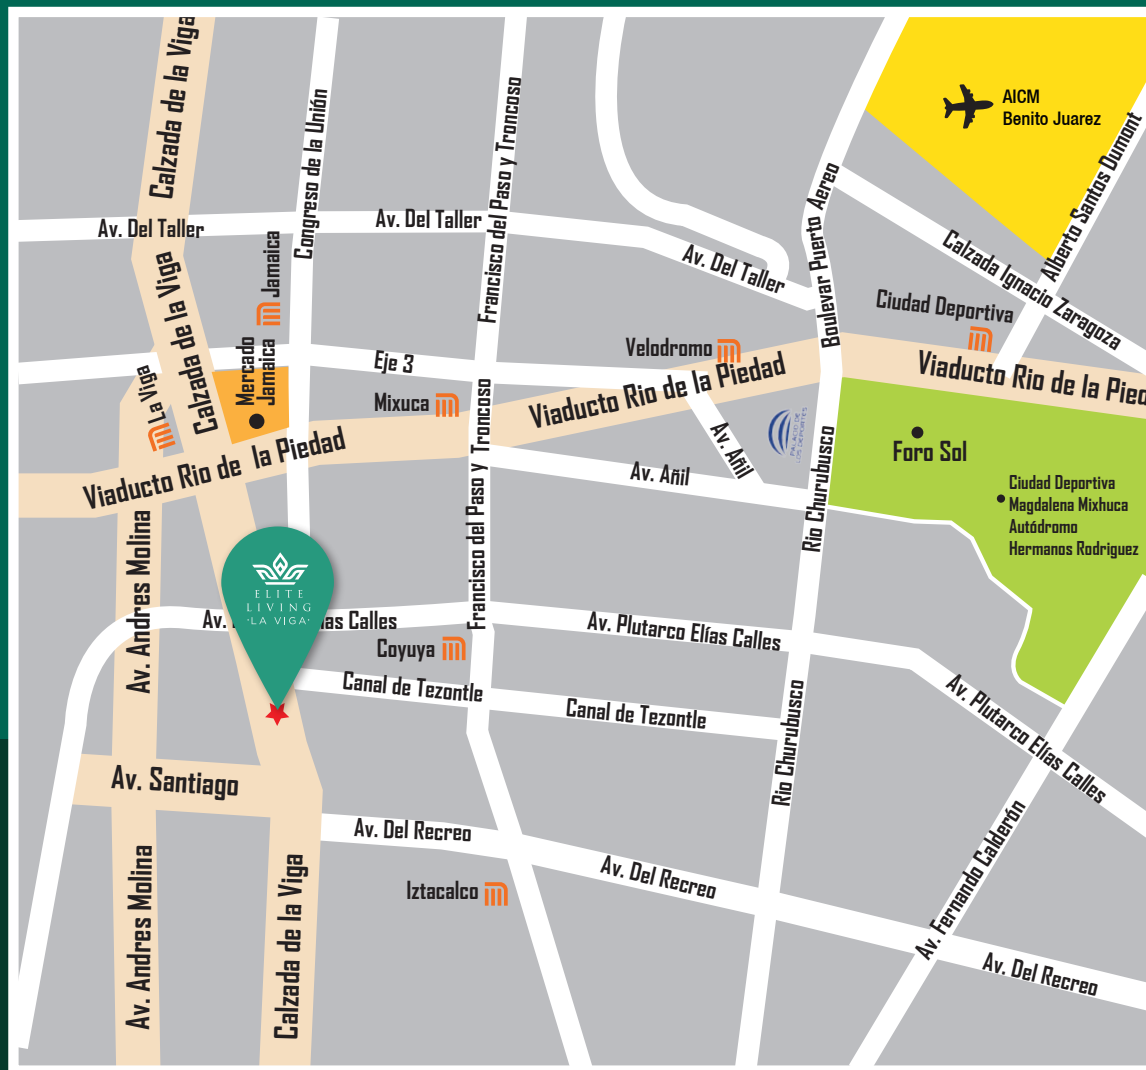 Calzada de la Viga
Congreso de la Unión
Francisco del Paso y Troncoso
AICM
Benito Juarez
Alberto Santos Dumont
Boulevar Puerto Aereo
Av. Del Taller
Av. Del Taller
Av. Del Taller
Calzada Ignacio Zaragoza
Calzada de la Viga
Jamaica
Ciudad Deportiva
Mercado
Jamaica
Eje 3
Velodromo
Viaducto Rio de la Pied
La Viga
Mixuca
Viaducto Rio de la Piedad
Viaducto Rio de la Piedad
PALACIO DE
LOS DEPORTES
Francisco del Paso y Troncoso
Av. Añil
Av. Añil
Rio Churubusco
Foro Sol
Ciudad Deportiva
Magdalena Mixhuca
Autódromo
Hermanos Rodriguez
Av. Andres Molina
ELITE
LIVING
·LA VIGA·
Av.
ías Calles
Av. Plutarco Elías Calles
Coyuya
Canal de Tezontle
Canal de Tezontle
Av. Plutarco Elías Calles
Rio Churubusco
Av. Santiago
Av. Del Recreo
Av. Del Recreo
Av. Del Recreo
Iztacalco
Av. Fernando Calderón
Av. Andres Molina
Calzada de la Viga